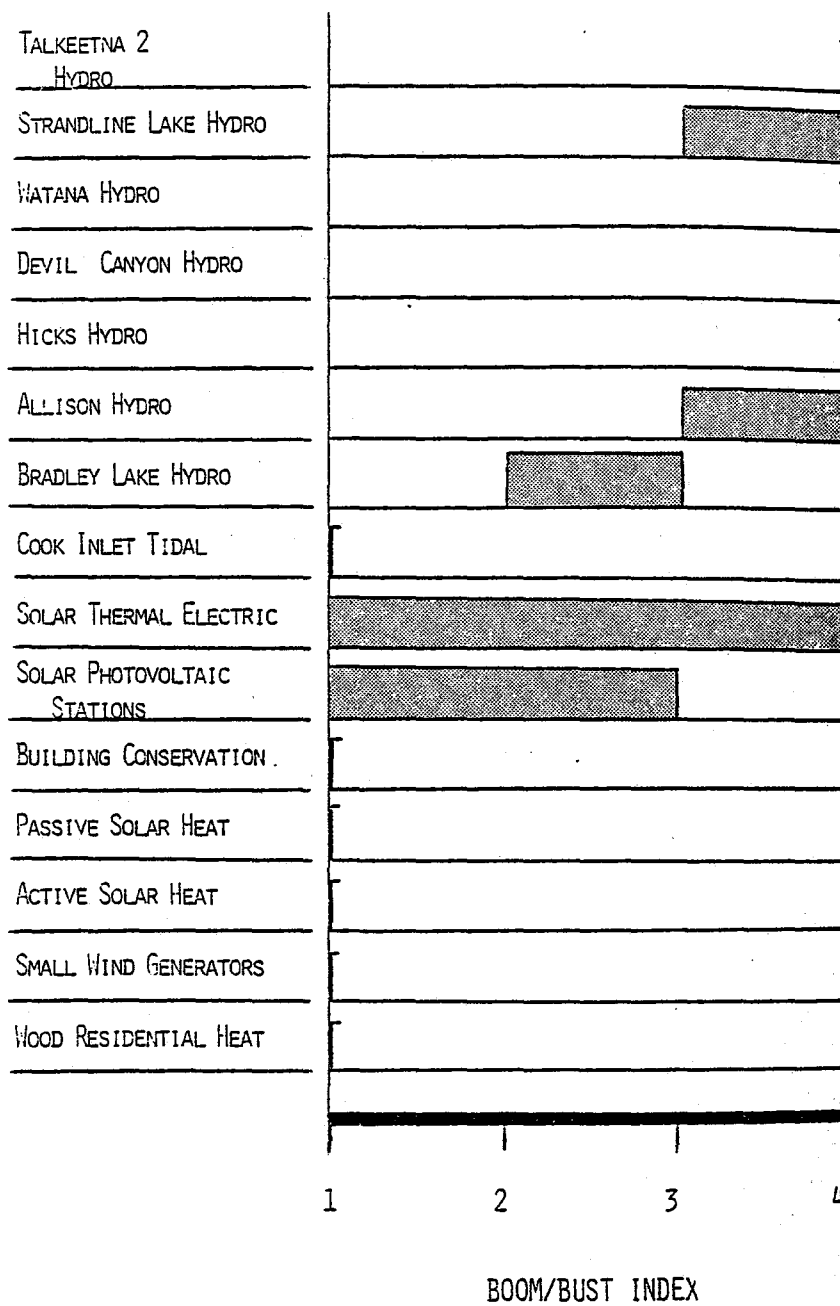 TALKEETNA 2
HYDRO
STRANDLINE LAKE HYDRO
WATANA HYDRO
DEVIL CANYON HYDRO
HICKS HYDRO
ALLISON HYDRO
BRADLEY LAKE HYDRO
COOK INLET TIDAL
SOLAR THERMAL ELECTRIC
SOLAR PHOTOVOLTAIC
STATIONS
BUILDING CONSERVATION.
PASSIVE SOLAR HEAT
ACTIVE SOLAR HEAT
SMALL WIND GENERATORS
WOOD RESIDENTIAL HEAT
1 2 3 4
BOOM/BUST INDEX